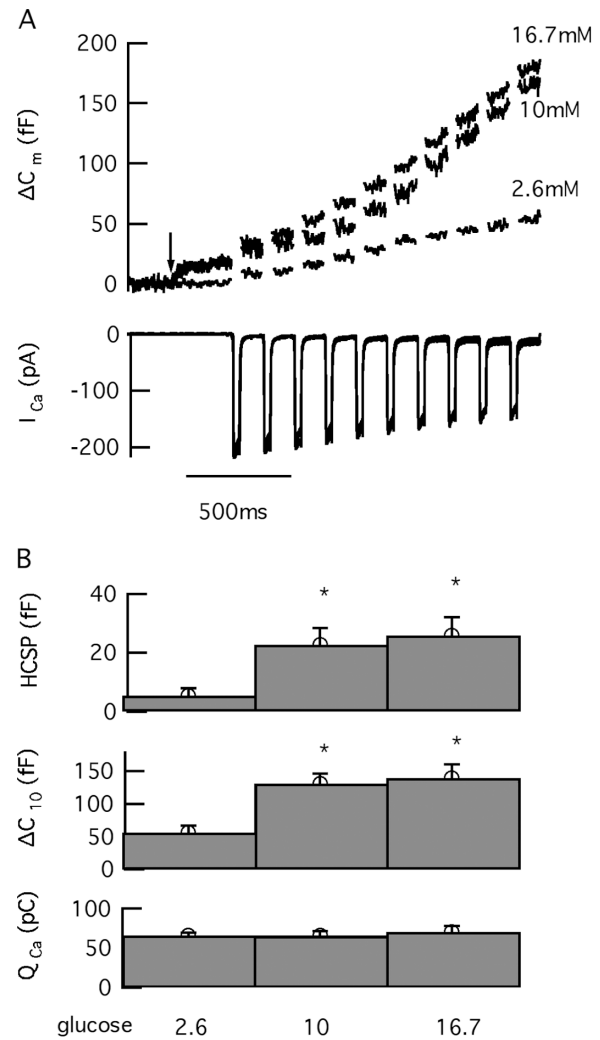 A
200
150
100
50
0
ΔC m (fF)
16.7mM
10mM
2.6mM
0
-100
-200
I Ca (pA)
500ms
B
40
20
0
HCSP (fF)
* *
150
100
50
0
ΔC 10 (fF)
* *
100
50
0
Q Ca (pC)
glucose 2.6 10 16.7